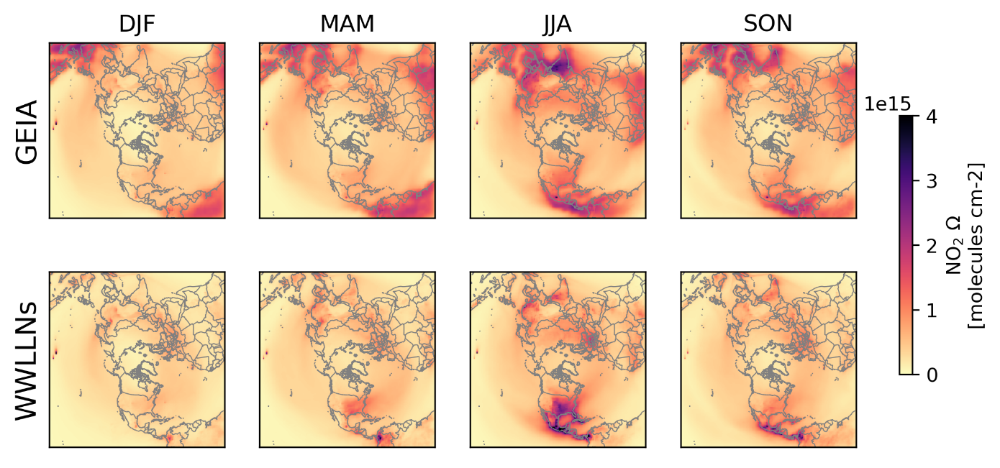 DJF MAM JJA SON
GEIA
WWLLNs
1e15
4
3
2
1
0
NO₂ Ω
[molecules cm-2]